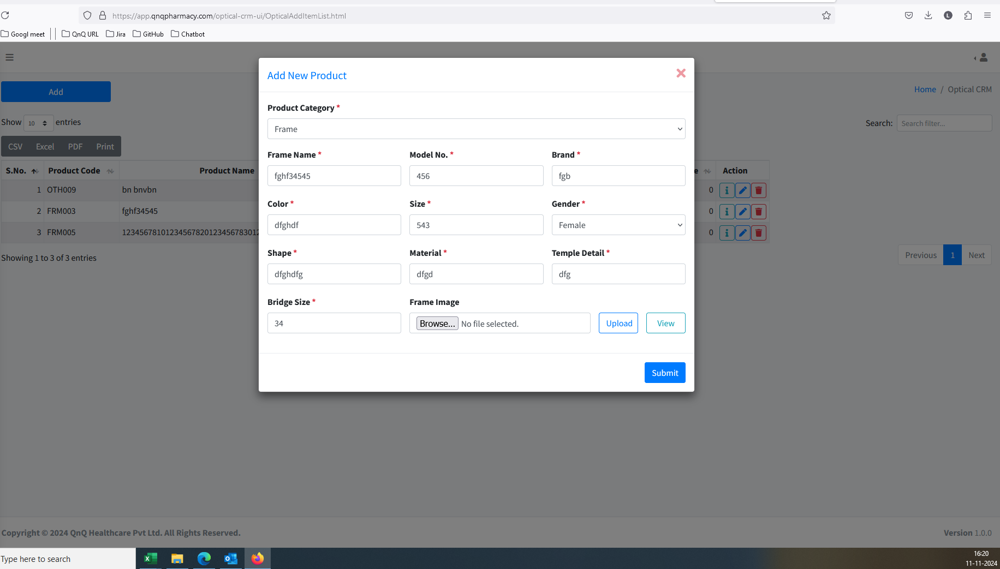 https://app.qnqpharmacy.com/optical-crm-ui/OpticalAddItemList.html
L
Googl meet QnQ URL Jira GitHub Chatbot
Add New Product
Add
Home / Optical CRM
Product Category *
Frame
Show 10 entries
Search: Search filter...
CSV Excel PDF Print
Frame Name * Model No. * Brand *
fghf34545 456 fgb
S.No. Product Code Product Name e Action
1 OTH009 bn bnvbn 0
Color * Size * Gender *
2 FRM003 fghf34545 0
dfghdf 543 Female
3 FRM005 0
Shape * Material * Temple Detail *
Showing 1 to 3 of 3 entries
Previous 1 Next
dfghdfg dfgd dfg
Bridge Size * Frame Image
34 Browse... No file selected. Upload View
Submit
Copyright © 2024 QnQ Healthcare Pvt Ltd. All Rights Reserved.
Version 1.0.0
Type here to search
16:20
11-11-2024